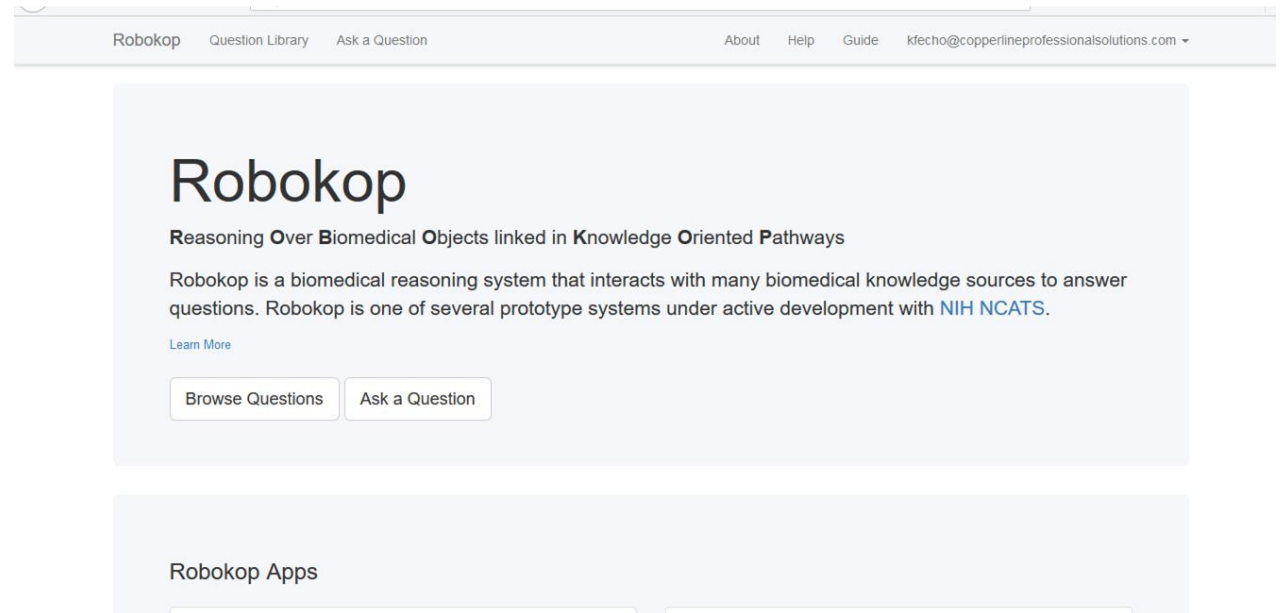 Robokop Question Library Ask a Question About Help Guide kfecho@copperlineprofessionalsolutions.com
Robokop
Reasoning Over Biomedical Objects linked in Knowledge Oriented Pathways
Robokop is a biomedical reasoning system that interacts with many biomedical knowledge sources to answer
questions. Robokop is one of several prototype systems under active development with NIH NCATS.
Learn More
Browse Questions Ask a Question
Robokop Apps